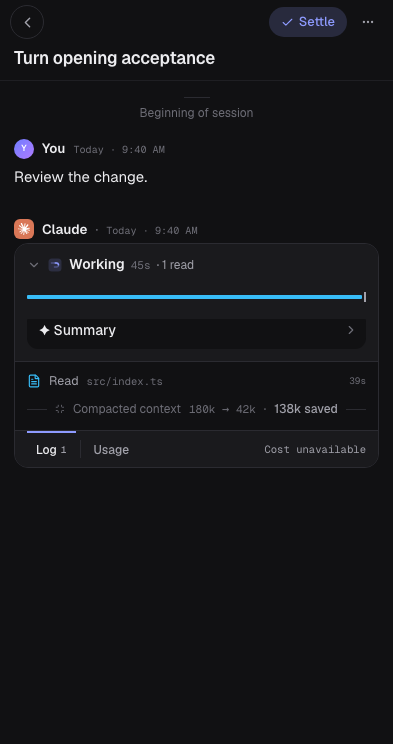 Settle
Turn opening acceptance
Beginning of session
Y You Today · 9:40 AM
Review the change.
Claude · Today · 9:40 AM
Working 45s · 1 read
Summary
Read src/index.ts 39s
Compacted context 180k → 42k · 138k saved
Log 1 Usage Cost unavailable